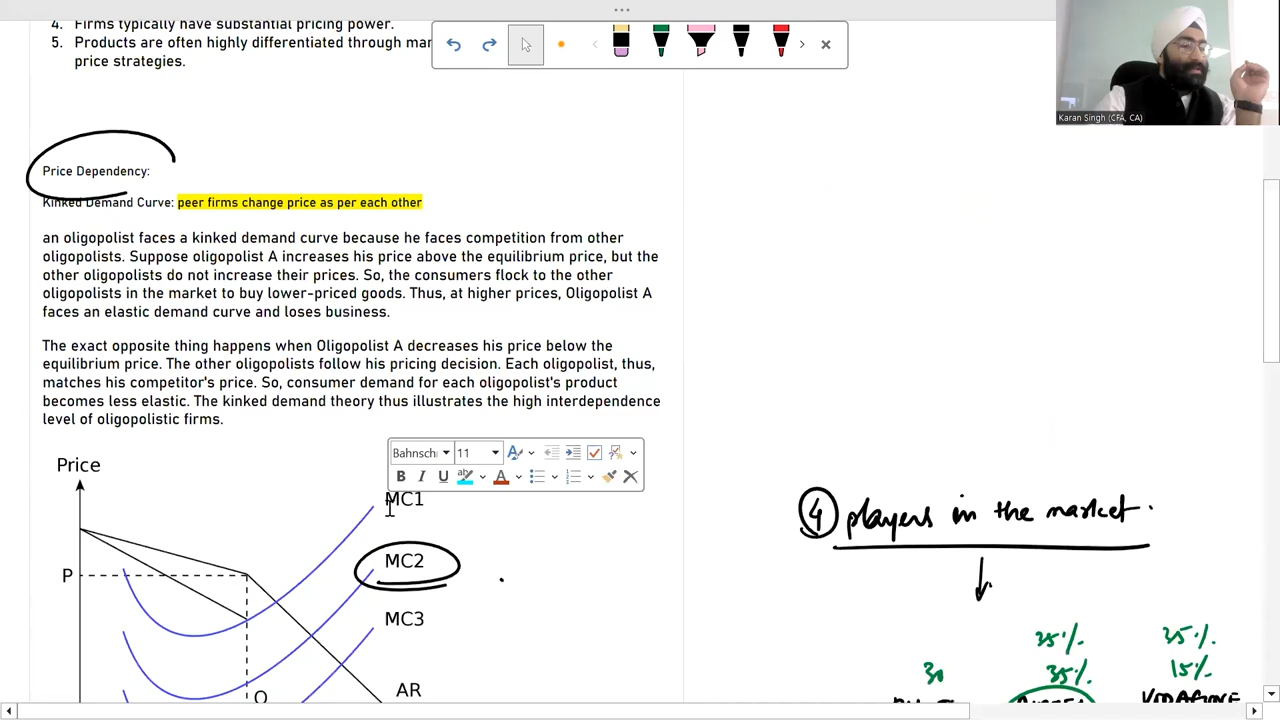 4. Firms typically have substantial pricing power.
5. Products are often highly differentiated through mar
price strategies.
Karan Singh (CFA, CA)
Price Dependency:
Kinked Demand Curve: peer firms change price as per each other
an oligopolist faces a kinked demand curve because he faces competition from other
oligopolists. Suppose oligopolist A increases his price above the equilibrium price, but the
other oligopolists do not increase their prices. So, the consumers flock to the other
oligopolists in the market to buy lower-priced goods. Thus, at higher prices, Oligopolist A
faces an elastic demand curve and loses business.
The exact opposite thing happens when Oligopolist A decreases his price below the
equilibrium price. The other oligopolists follow his pricing decision. Each oligopolist, thus,
matches his competitor's price. So, consumer demand for each oligopolist's product
becomes less elastic. The kinked demand theory thus illustrates the high interdependence
level of oligopolistic firms.
Bahnsch 11
B I U A
Price
MC1
MC2
P
MC3
AR
Q
4 players in the market.
35% 35%
30 35% 15%
VODAFONE